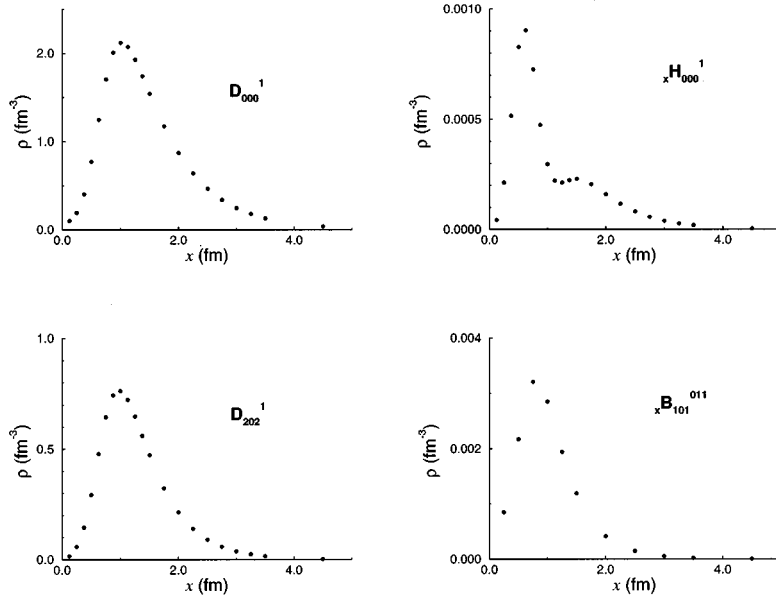 2.0
1.0
0.0
ρ (fm⁻³)
D₀₀₀¹
0.0 2.0 4.0
x (fm)
0.0010
0.0005
0.0000
ρ (fm⁻³)
ₓH₀₀₀¹
0.0 2.0 4.0
x (fm)
1.0
0.5
0.0
ρ (fm⁻³)
D₂₀₂¹
0.0 2.0 4.0
x (fm)
0.004
0.002
0.000
ρ (fm⁻³)
ₓB₁₀₁⁰¹¹
0.0 2.0 4.0
x (fm)